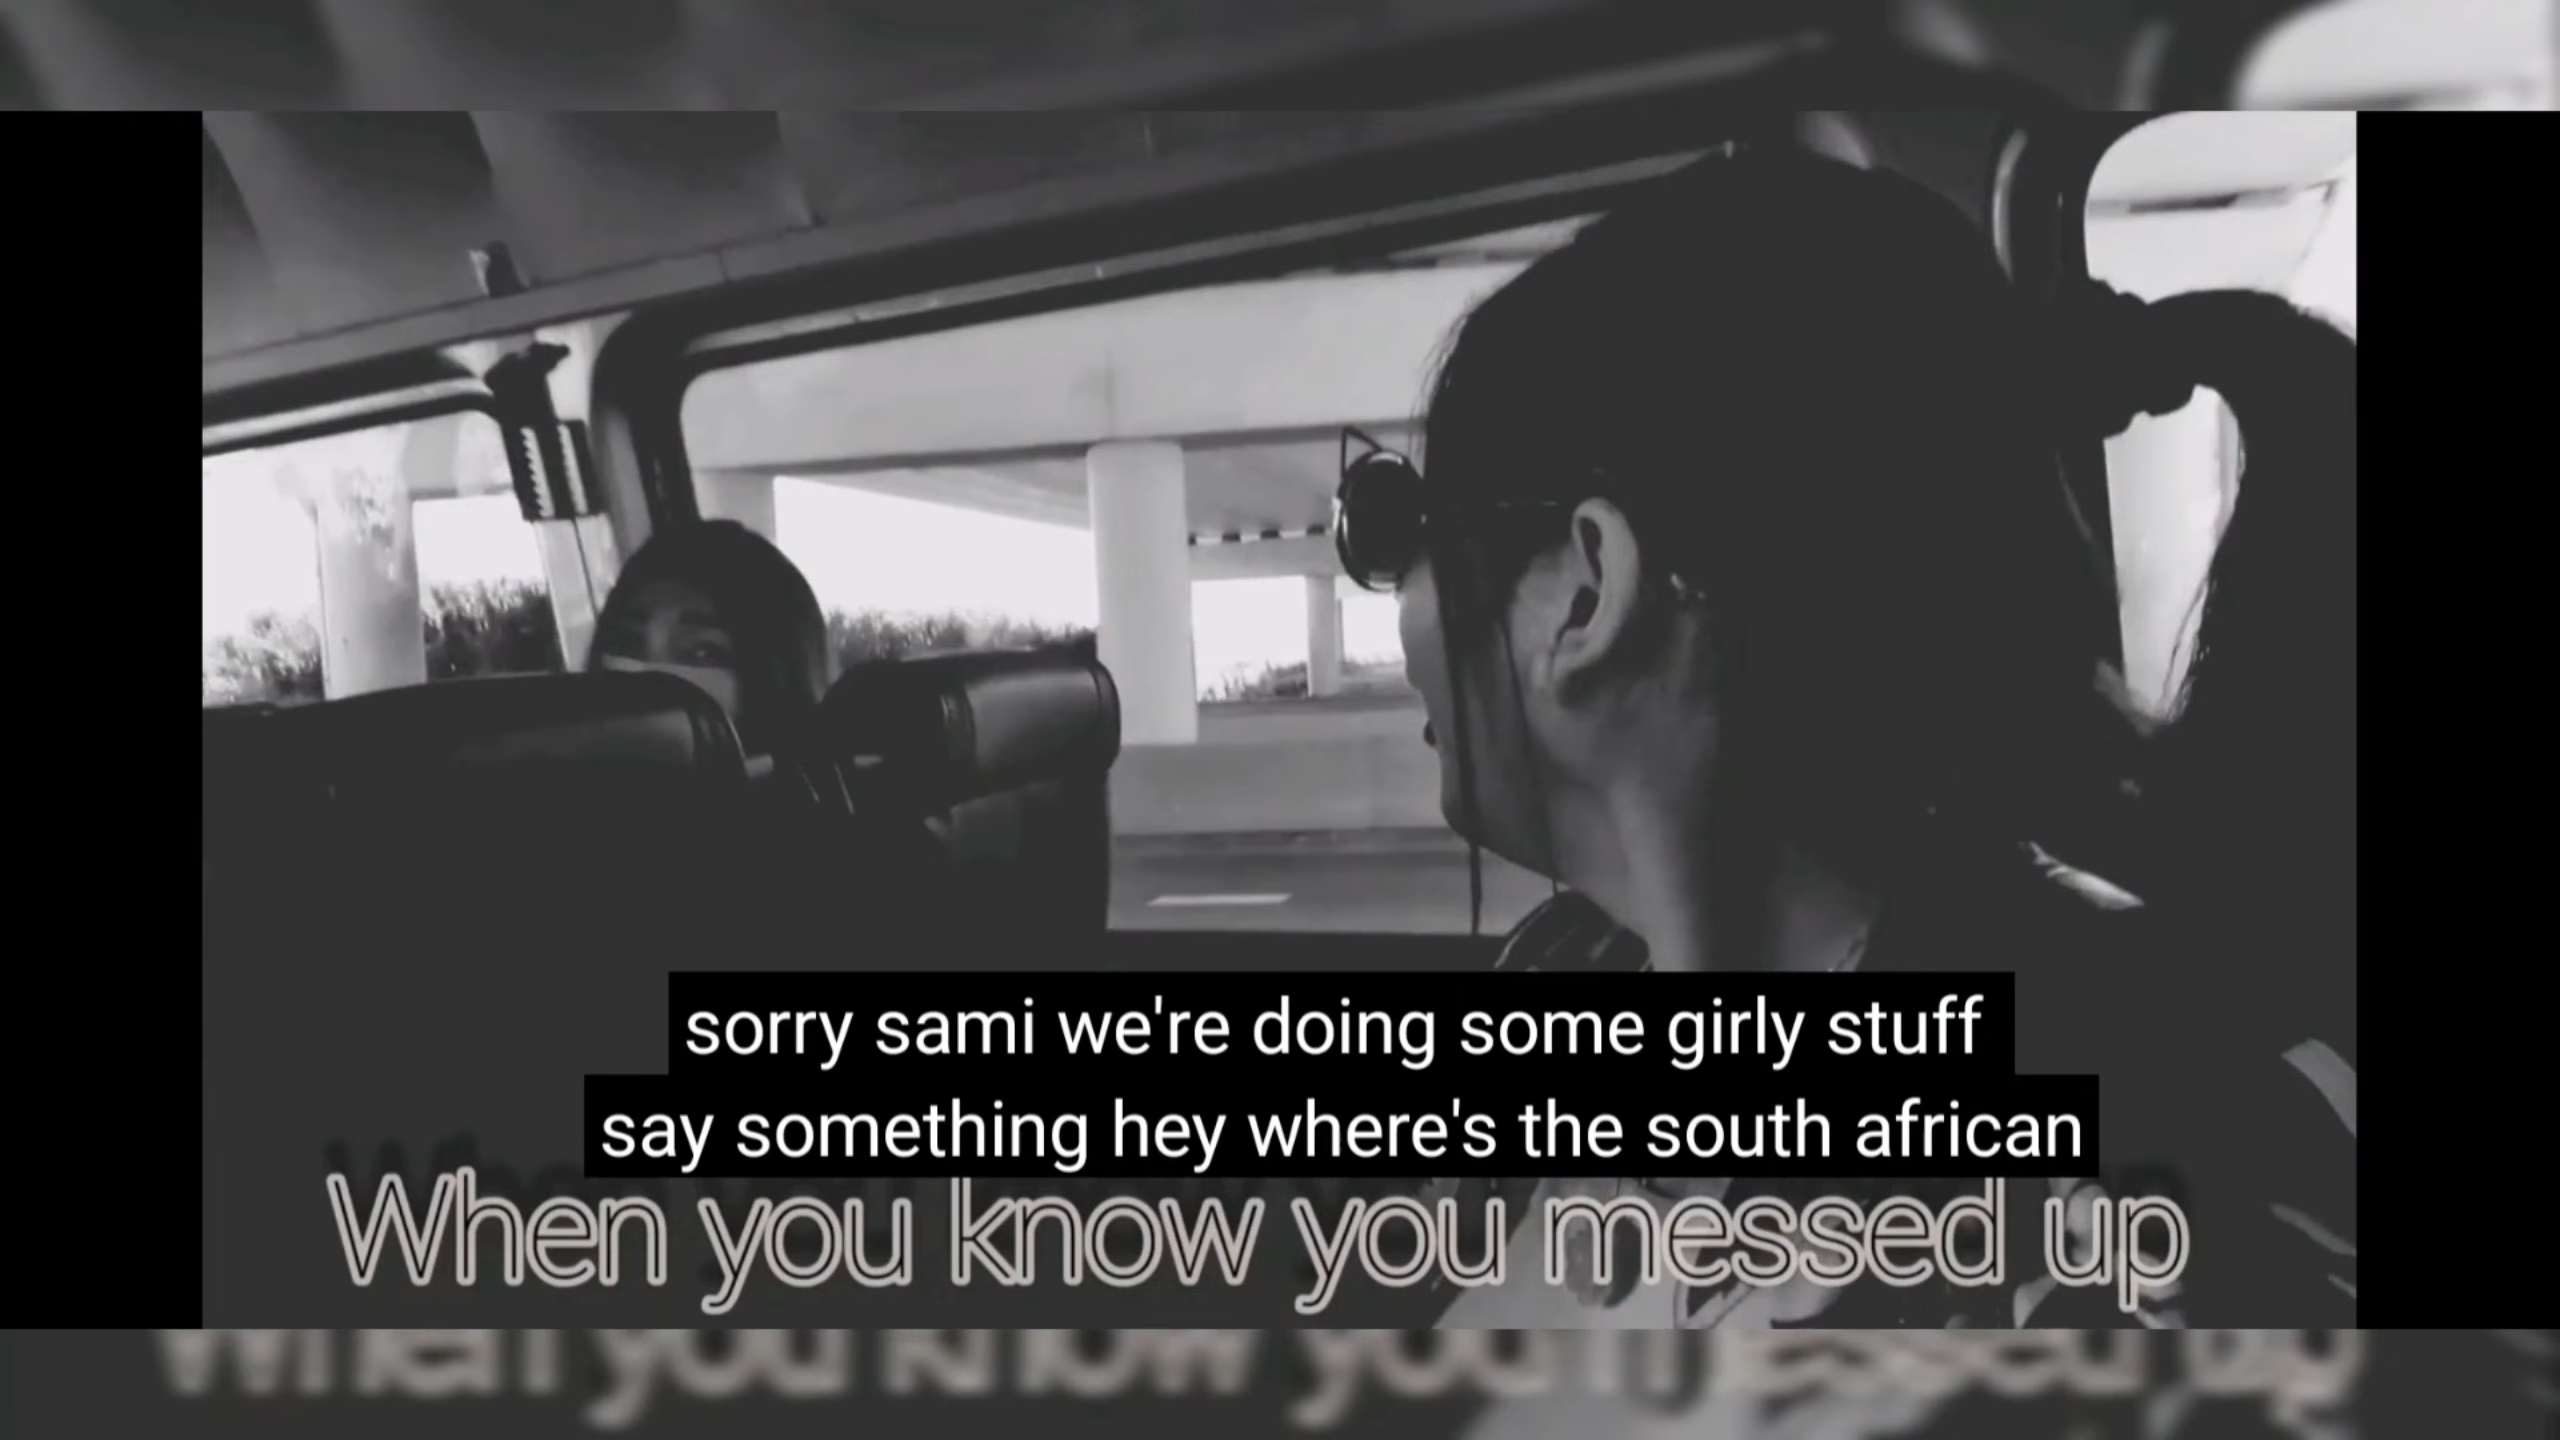 sorry sami we're doing some girly stuff
say something hey where's the south african
When you know you messed up